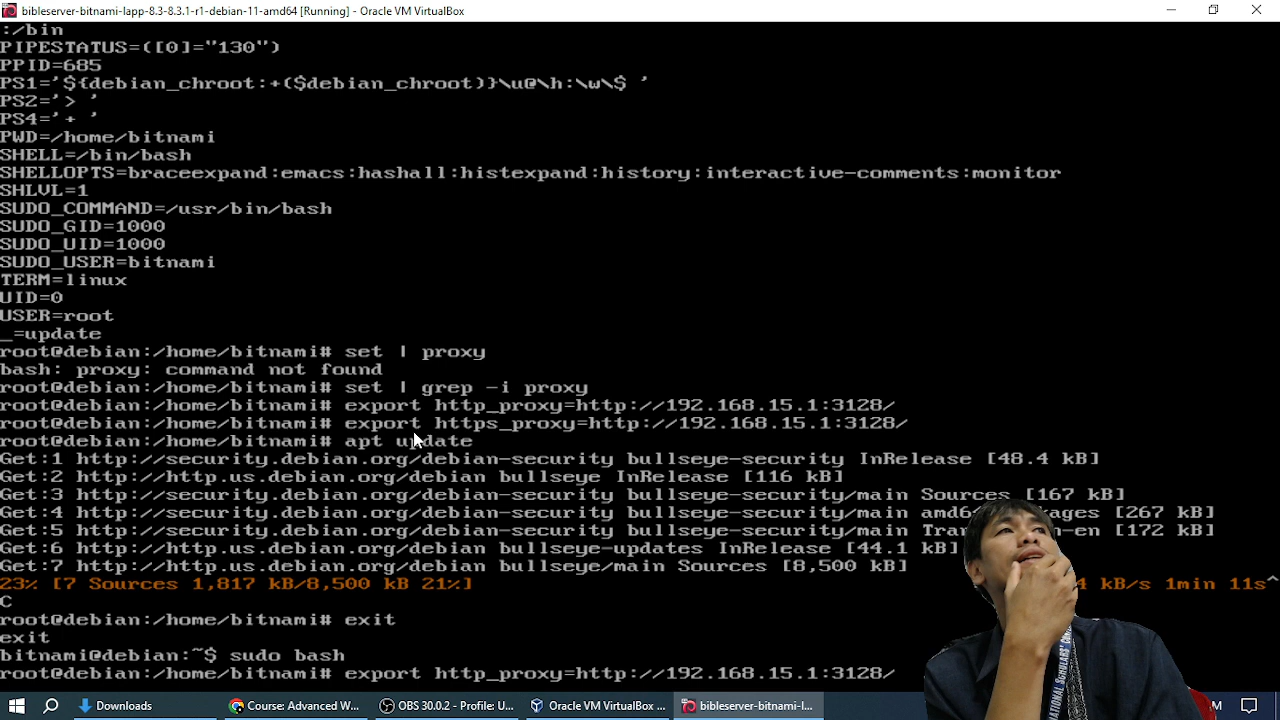 bibleserver-bitnami-lapp-8.3-8.3.1-r1-debian-11-amd64 [Running] - Oracle VM VirtualBox
:/bin
PIPESTATUS=([0]="130")
PPID=685
PS1='${debian_chroot:+($debian_chroot)}\u@\h:\w\$ '
PS2='> '
PS4='+ '
PWD=/home/bitnami
SHELL=/bin/bash
SHELLOPTS=braceexpand:emacs:hashall:histexpand:history:interactive-comments:monitor
SHLVL=1
SUDO_COMMAND=/usr/bin/bash
SUDO_GID=1000
SUDO_UID=1000
SUDO_USER=bitnami
TERM=linux
UID=0
USER=root
_=update
root@debian:/home/bitnami# set | proxy
bash: proxy: command not found
root@debian:/home/bitnami# set | grep -i proxy
root@debian:/home/bitnami# export http_proxy=http://192.168.15.1:3128/
root@debian:/home/bitnami# export https_proxy=http://192.168.15.1:3128/
root@debian:/home/bitnami# apt update
Get:1 http://security.debian.org/debian-security bullseye-security InRelease [48.4 kB]
Get:2 http://http.us.debian.org/debian bullseye InRelease [116 kB]
Get:3 http://security.debian.org/debian-security bullseye-security/main Sources [167 kB]
Get:4 http://security.debian.org/debian-security bullseye-security/main amd64 Packages [267 kB]
Get:5 http://security.debian.org/debian-security bullseye-security/main Translation-en [172 kB]
Get:6 http://http.us.debian.org/debian bullseye-updates InRelease [44.1 kB]
Get:7 http://http.us.debian.org/debian bullseye/main Sources [8,500 kB]
23% [7 Sources 1,817 kB/8,500 kB 21%] 4 kB/s 1min 11s^
C
root@debian:/home/bitnami# exit
exit
bitnami@debian:~$ sudo bash
root@debian:/home/bitnami# export http_proxy=http://192.168.15.1:3128/
Downloads
Course: Advanced W...
OBS 30.0.2 - Profile: U...
Oracle VM VirtualBox ...
bibleserver-bitnami-l...
M